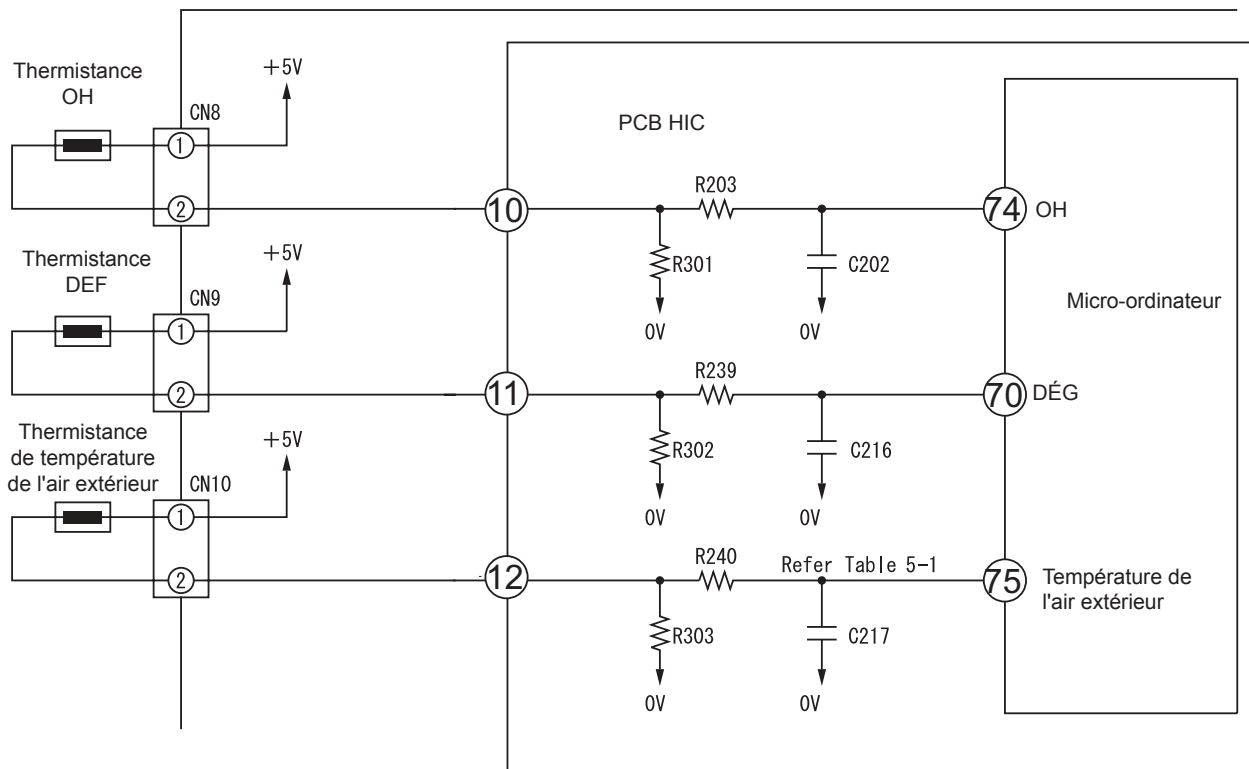 Thermistance
OH
+5V
CN8
1
2
PCB HIC
10
R203
74
OH
R301
C202
0V
0V
Thermistance
DEF
+5V
CN9
1
2
Micro-ordinateur
11
R239
70
DÉG
R302
C216
0V
0V
Thermistance
de température
de l'air extérieur
+5V
CN10
1
2
12
R240
Refer Table 5-1
75
Température de
l'air extérieur
R303
C217
0V
0V